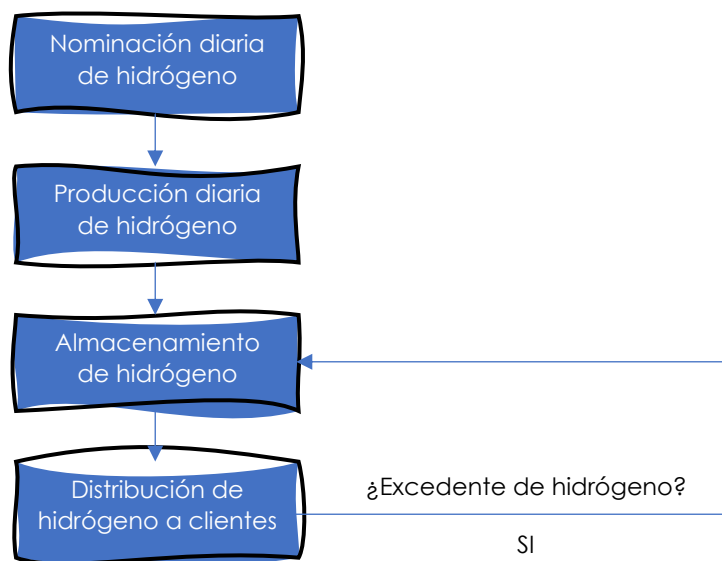 Nominación diaria
de hidrógeno
Producción diaria
de hidrógeno
Almacenamiento
de hidrógeno
Distribución de
hidrógeno a clientes
¿Excedente de hidrógeno?
SI